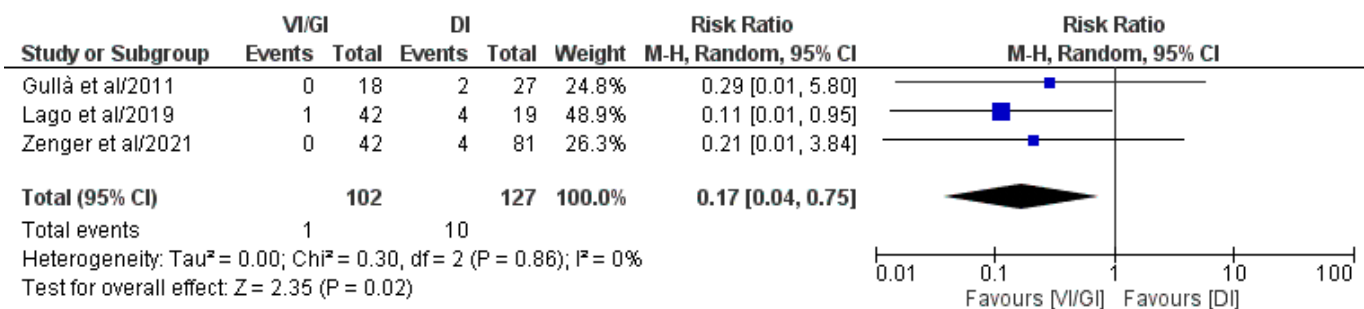 VI/GI DI Risk Ratio Risk Ratio
Study or Subgroup Events Total Events Total Weight M-H, Random, 95% CI M-H, Random, 95% CI
Gullà et al/2011 0 18 2 27 24.8% 0.29 [0.01, 5.80]
Lago et al/2019 1 42 4 19 48.9% 0.11 [0.01, 0.95]
Zenger et al/2021 0 42 4 81 26.3% 0.21 [0.01, 3.84]
Total (95% CI) 102 127 100.0% 0.17 [0.04, 0.75]
Total events 1 10
Heterogeneity: Tau² = 0.00; Chi² = 0.30, df = 2 (P = 0.86); I² = 0%
Test for overall effect: Z = 2.35 (P = 0.02)
0.01 0.1 1 10 100
Favours [VI/GI] Favours [DI]